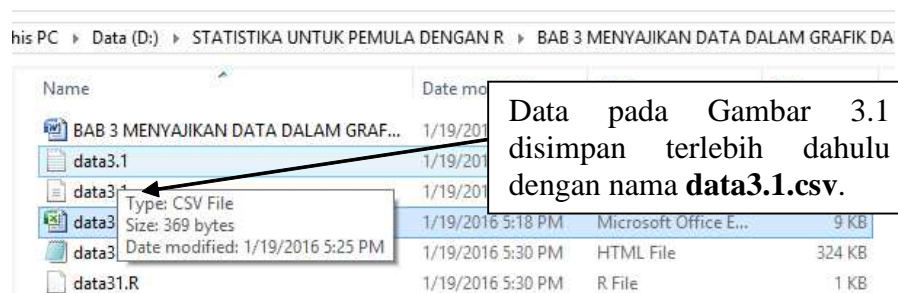 his PC ▸ Data (D:) ▸ STATISTIKA UNTUK PEMULA DENGAN R ▸ BAB 3 MENYAJIKAN DATA DALAM GRAFIK DA
Name Date mo
BAB 3 MENYAJIKAN DATA DALAM GRAF... 1/19/201
data3.1 1/19/201
data3.1 1/19/201
data3 1/19/2016 5:18 PM Microsoft Office E... 9 KB
data3 1/19/2016 5:30 PM HTML File 324 KB
data31.R 1/19/2016 5:30 PM R File 1 KB
Type: CSV File
Size: 369 bytes
Date modified: 1/19/2016 5:25 PM
Data pada Gambar 3.1
disimpan terlebih dahulu
dengan nama data3.1.csv.